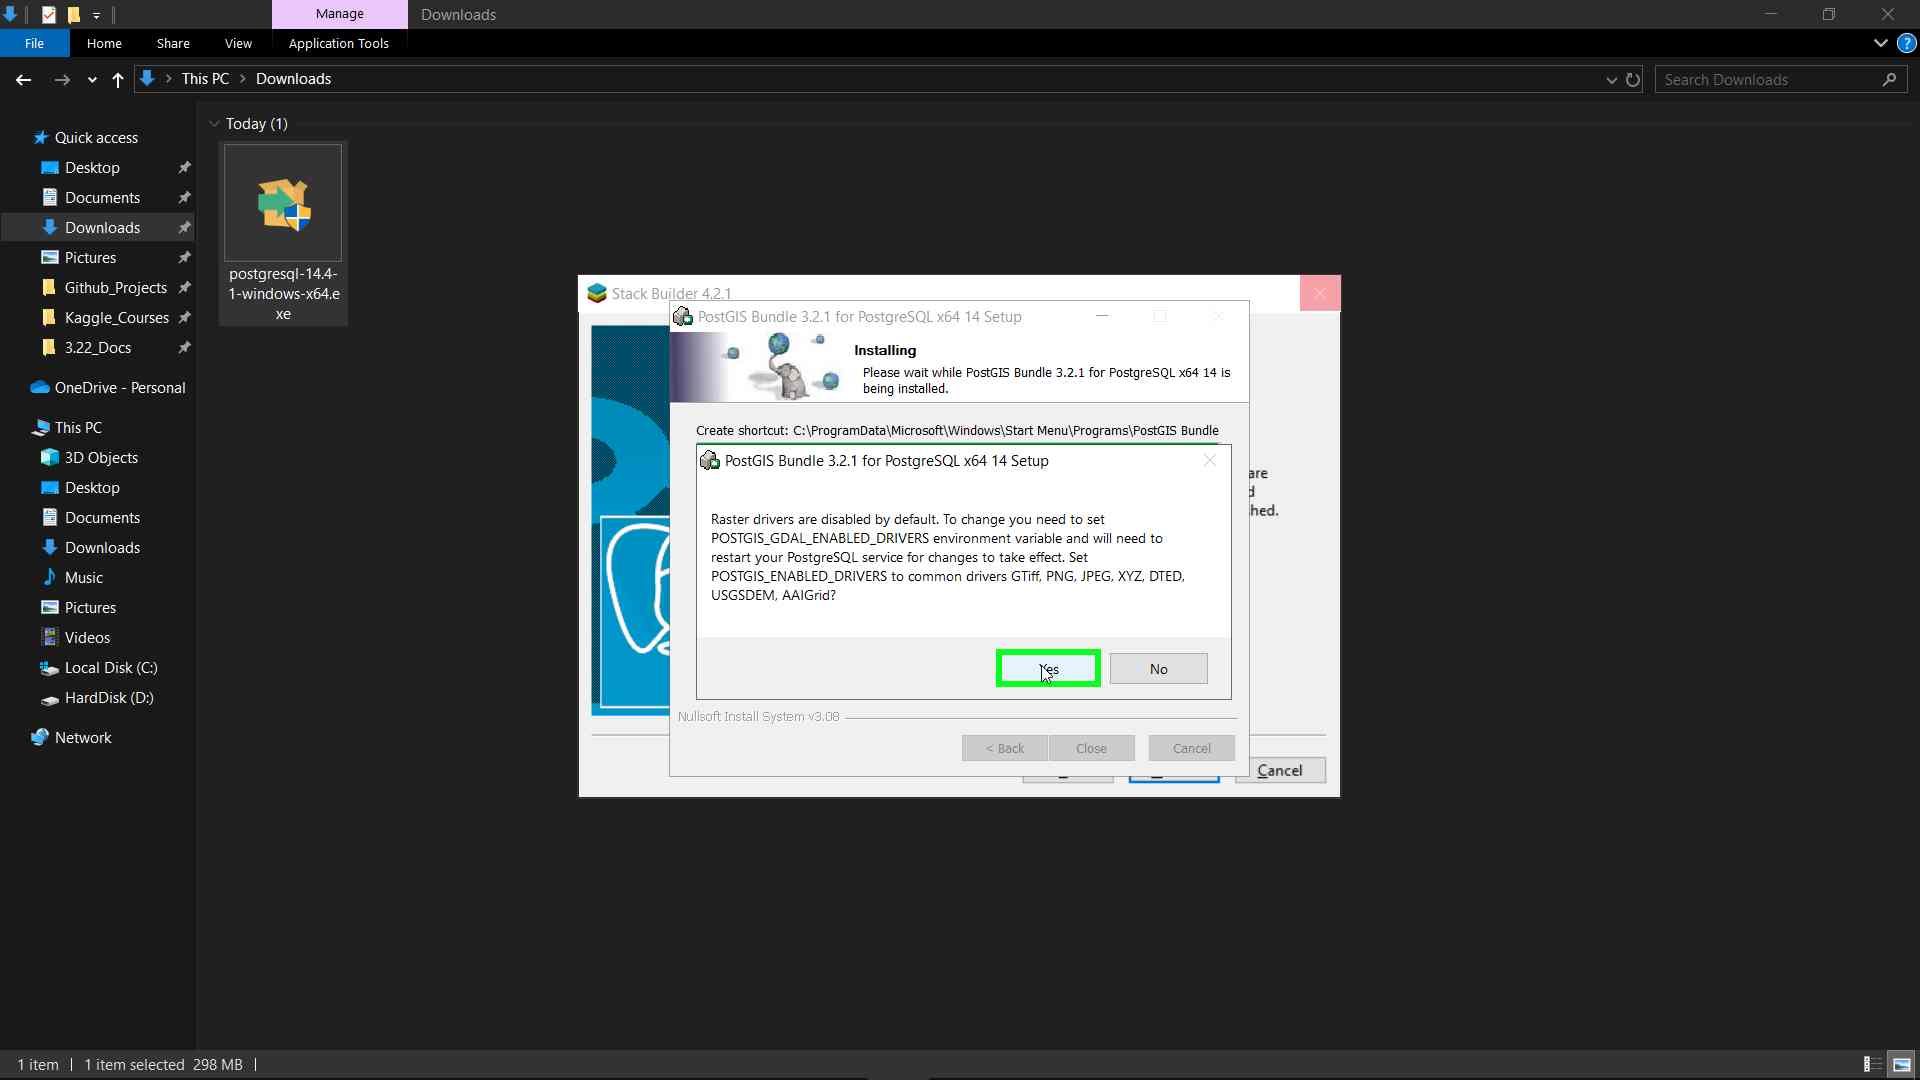 Manage
Downloads
File
Home
Share
View
Application Tools
This PC
Downloads
Search Downloads
Today (1)
Quick access
Desktop
Documents
Downloads
Pictures
Github_Projects
Kaggle_Courses
3.22_Docs
OneDrive - Personal
This PC
3D Objects
Desktop
Documents
Downloads
Music
Pictures
Videos
Local Disk (C:)
HardDisk (D:)
Network
postgresql-14.4-
1-windows-x64.e
xe
Stack Builder 4.2.1
PostGIS Bundle 3.2.1 for PostgreSQL x64 14 Setup
Installing
Please wait while PostGIS Bundle 3.2.1 for PostgreSQL x64 14 is
being installed.
Create shortcut: C:\ProgramData\Microsoft\Windows\Start Menu\Programs\PostGIS Bundle
PostGIS Bundle 3.2.1 for PostgreSQL x64 14 Setup
Raster drivers are disabled by default. To change you need to set
POSTGIS_GDAL_ENABLED_DRIVERS environment variable and will need to
restart your PostgreSQL service for changes to take effect. Set
POSTGIS_ENABLED_DRIVERS to common drivers GTiff, PNG, JPEG, XYZ, DTED,
USGSDEM, AAIGrid?
Yes
No
are
d
hed.
Nullsoft Install System v3.08
< Back
Close
Cancel
Cancel
1 item
1 item selected 298 MB